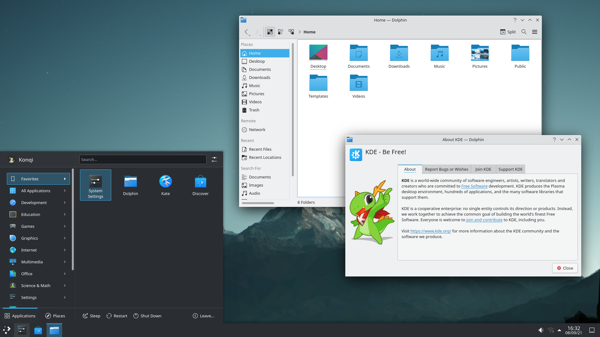 Home — Dolphin
Home
Split
Places
Home
Desktop
Documents
Downloads
Music
Pictures
Videos
Trash
Remote
Network
Recent
Recent Files
Recent Locations
Search For
Documents
Images
Audio
Desktop
Documents
Downloads
Music
Pictures
Public
Templates
Videos
8 Folders
About KDE — Dolphin
KDE - Be Free!
About
Report Bugs or Wishes
Join KDE
Support KDE
KDE is a world-wide community of software engineers, artists, writers, translators and
creators who are committed to Free Software development. KDE produces the Plasma
desktop environment, hundreds of applications, and the many software libraries that
support them.
KDE is a cooperative enterprise: no single entity controls its direction or products. Instead,
we work together to achieve the common goal of building the world's finest Free
Software. Everyone is welcome to join and contribute to KDE, including you.
Visit https://www.kde.org/ for more information about the KDE community and the
software we produce.
Close
Konqi
Search...
Favorites
All Applications
Development
Education
Games
Graphics
Internet
Multimedia
Office
Science & Math
Settings
System
Settings
Dolphin
Kate
Discover
Applications
Places
Sleep
Restart
Shut Down
Leave...
16:32
08/09/21